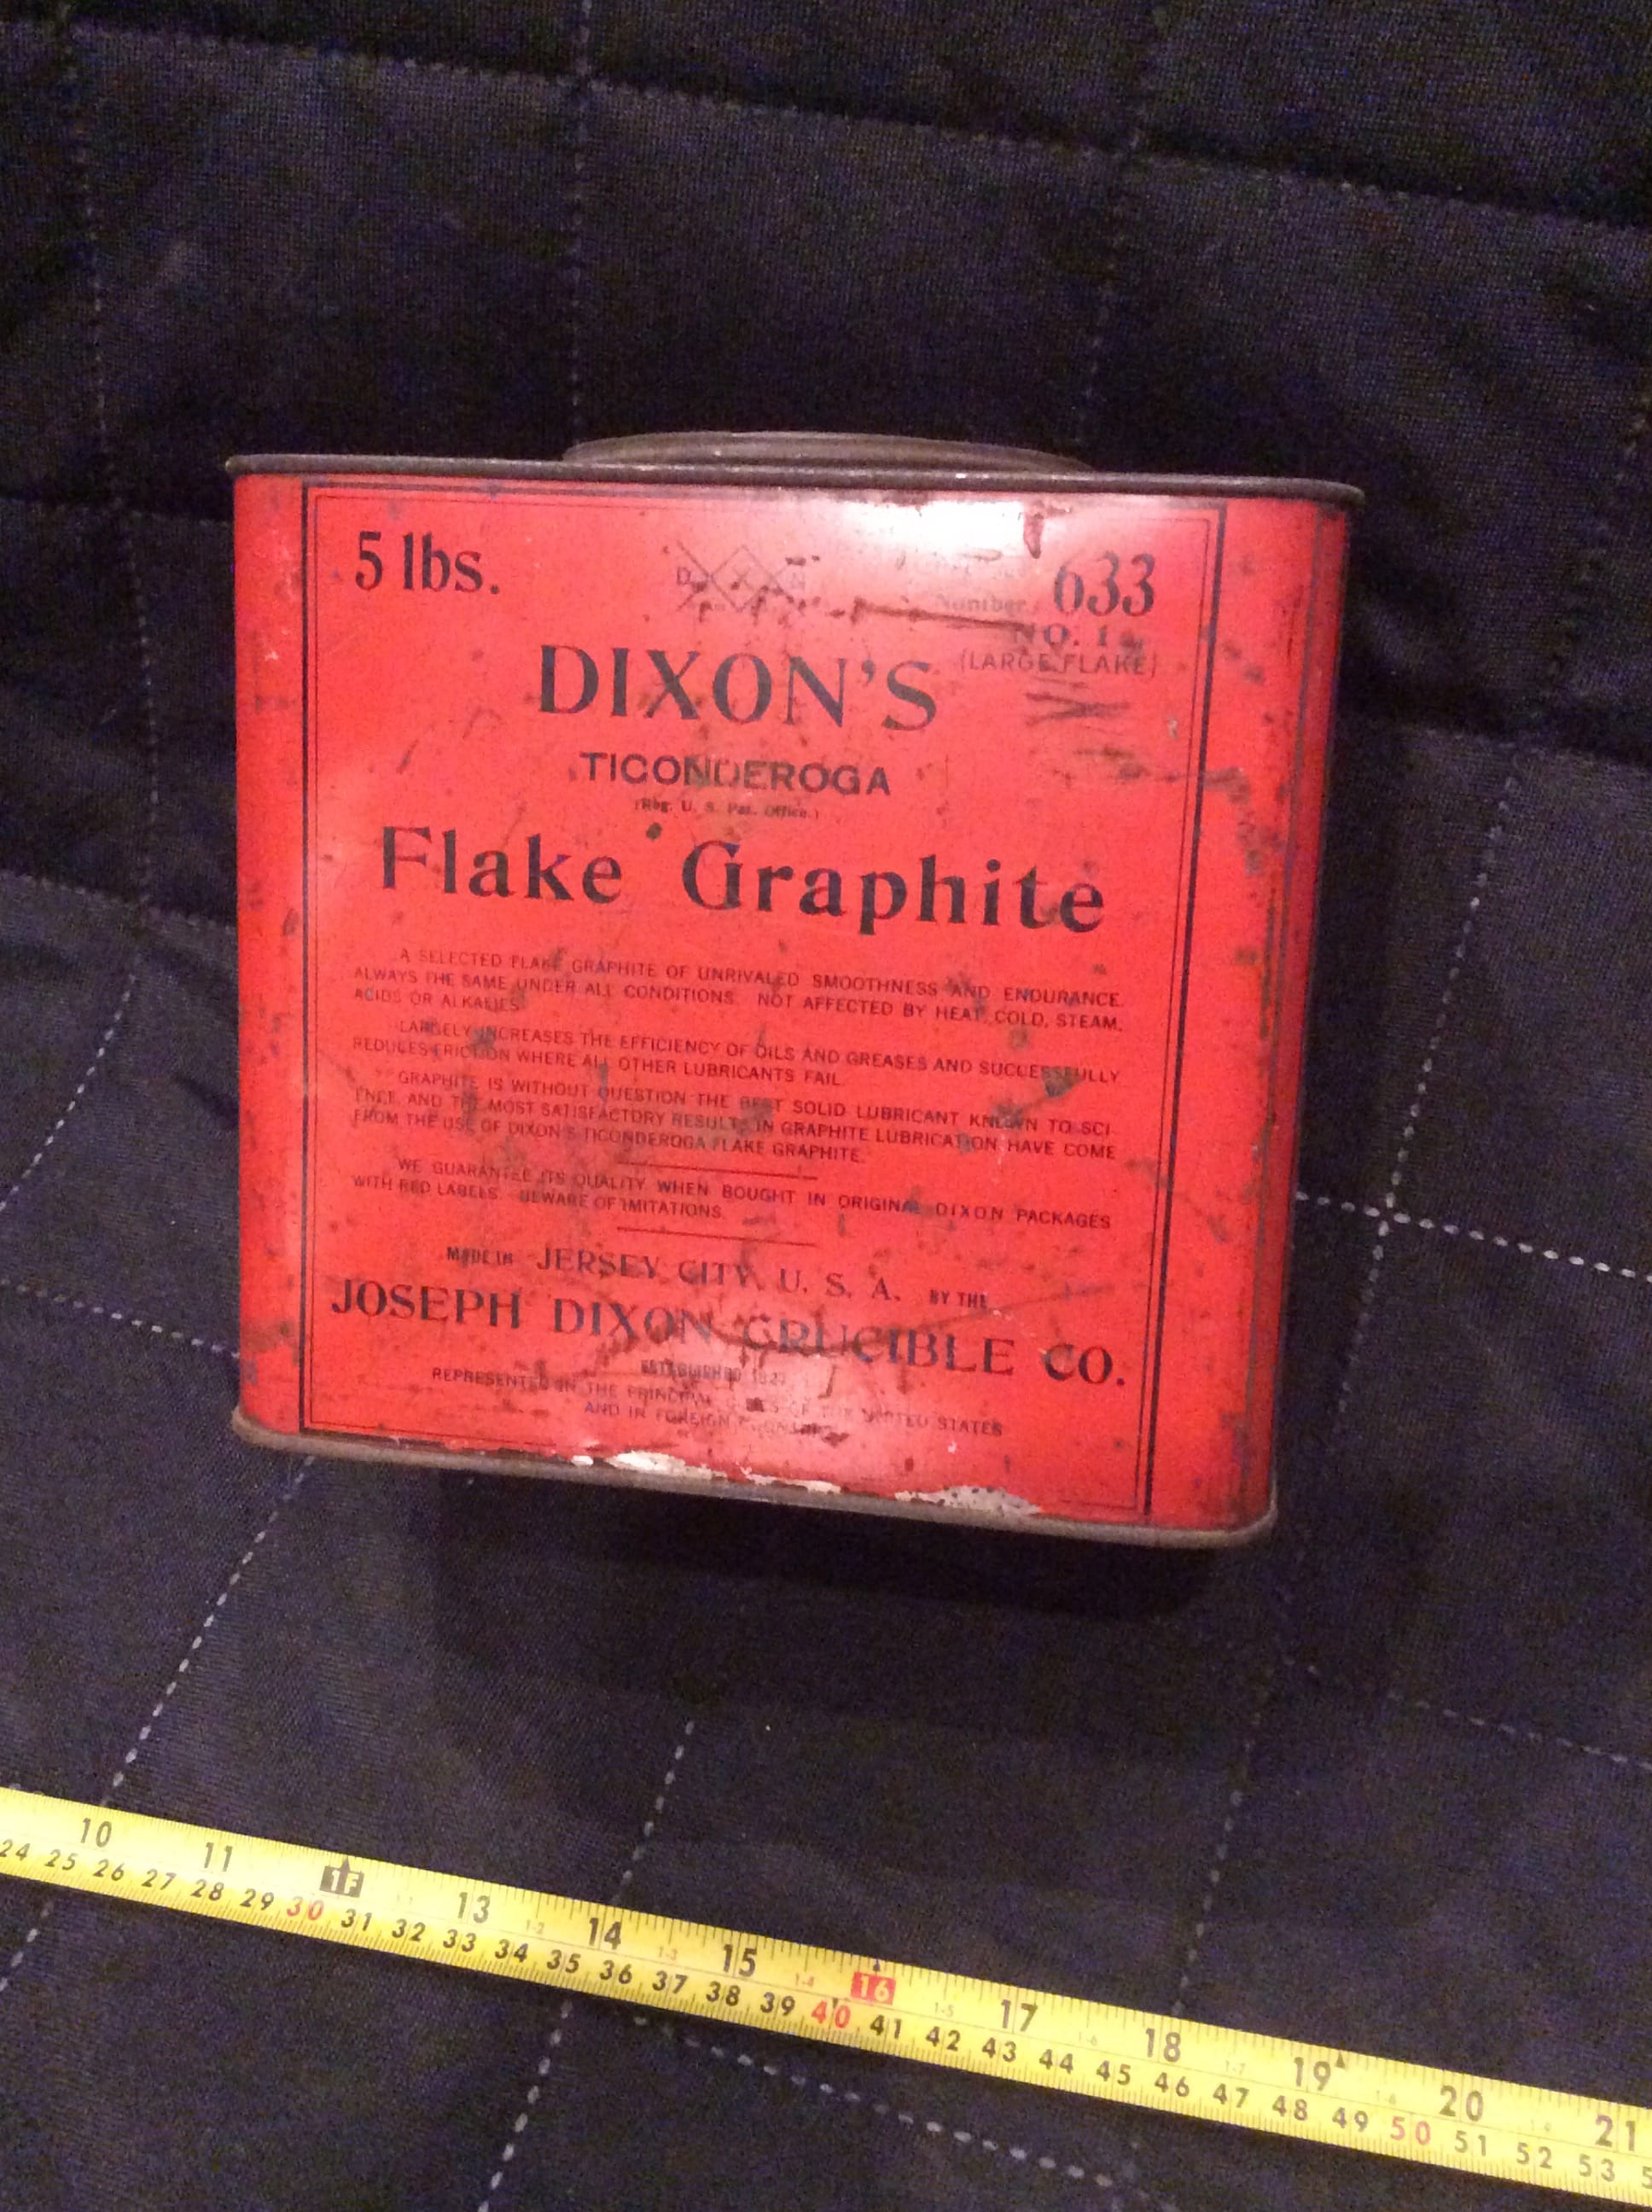 5 lbs.
633
Number
NO. 1
(LARGE FLAKE)
DIXON'S
TICONDEROGA
(Reg. U. S. Pat. Office.)
Flake Graphite
A SELECTED FLAKE GRAPHITE OF UNRIVALED SMOOTHNESS AND ENDURANCE.
ALWAYS THE SAME UNDER ALL CONDITIONS. NOT AFFECTED BY HEAT, COLD, STEAM,
ACIDS OR ALKALIES.
LARGELY INCREASES THE EFFICIENCY OF OILS AND GREASES AND SUCCESSFULLY
REDUCES FRICTION WHERE ALL OTHER LUBRICANTS FAIL.
GRAPHITE IS WITHOUT QUESTION THE BEST SOLID LUBRICANT KNOWN TO SCI-
ENCE AND THE MOST SATISFACTORY RESULTS IN GRAPHITE LUBRICATION HAVE COME
FROM THE USE OF DIXON'S TICONDEROGA FLAKE GRAPHITE.
WE GUARANTEE ITS QUALITY WHEN BOUGHT IN ORIGINAL DIXON PACKAGES
WITH RED LABELS. BEWARE OF IMITATIONS.
MADE IN JERSEY CITY, U. S. A. BY THE
JOSEPH DIXON CRUCIBLE CO.
ESTABLISHED 1827
REPRESENTED IN THE PRINCIPAL CITIES OF THE UNITED STATES
AND IN FOREIGN COUNTRIES
10 11 1F 13 14 15 16 17 18 19 20 21
24 25 26 27 28 29 30 31 32 33 34 35 36 37 38 39 40 41 42 43 44 45 46 47 48 49 50 51 52 53